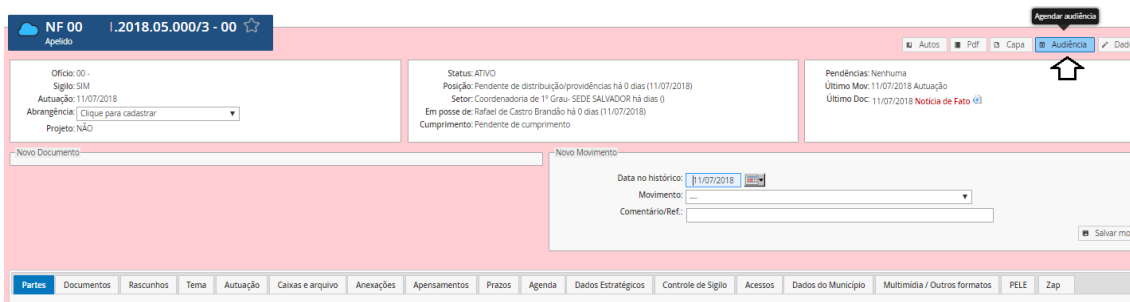 Agendar audiência
NF 00 I.2018.05.000/3 - 00
Apelido
Autos Pdf Capa Audiência Dad
Ofício: 00 -
Sigilo: SIM
Autuação: 11/07/2018
Abrangência: Clique para cadastrar
Projeto: NÃO
Status: ATIVO
Posição: Pendente de distribuição/providências há 0 dias (11/07/2018)
Setor: Coordenadoria de 1º Grau- SEDE SALVADOR há dias ()
Em posse de: Rafael de Castro Brandão há 0 dias (11/07/2018)
Cumprimento: Pendente de cumprimento
Pendências: Nenhuma
Último Mov: 11/07/2018 Autuação
Último Doc: 11/07/2018 Notícia de Fato
Novo Documento
Novo Movimento
Data no histórico: 11/07/2018
Movimento: ---
Comentário/Ref.:
Salvar mo
Partes Documentos Rascunhos Tema Autuação Caixas e arquivo Anexações Apensamentos Prazos Agenda Dados Estratégicos Controle de Sigilo Acessos Dados do Município Multimídia / Outros formatos PELE Zap